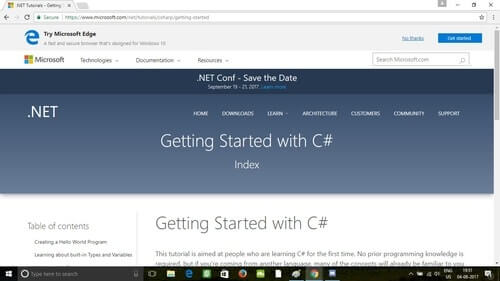 .NET Tutorials - Getting
Secure
https://www.microsoft.com/net/tutorials/csharp/getting-started
Try Microsoft Edge
A fast and secure browser that's designed for Windows 10
No thanks
Get started
Microsoft
Technologies
Documentation
Resources
Search Microsoft.com
.NET Conf - Save the Date
September 19 - 21, 2017. Learn more
.NET
HOME
DOWNLOADS
LEARN
ARCHITECTURE
CUSTOMERS
COMMUNITY
SUPPORT
Getting Started with C#
Index
Table of contents
Creating a Hello World Program
Learning about built-in Types and Variables
Getting Started with C#
This tutorial is aimed at people who are learning C# for the first time. No prior programming knowledge is
required, but if you're coming from another language, many of the concepts will already be familiar to you
Type here to search
ENG
19:31
04-08-2017